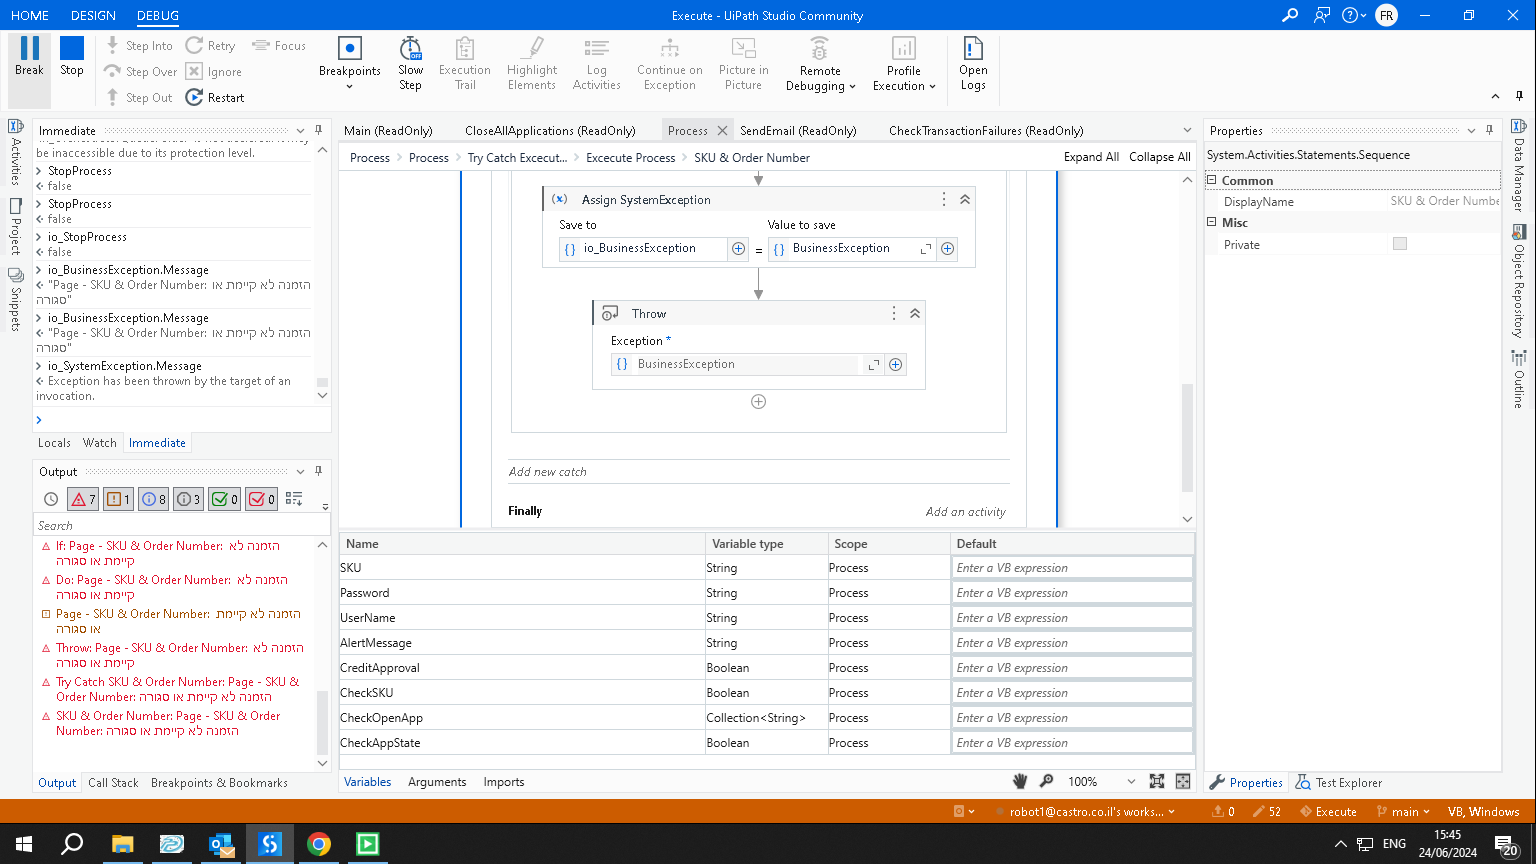 HOME DESIGN DEBUG
Execute - UiPath Studio Community
FR
Break
Stop
Step Into
Step Over
Step Out
Retry
Ignore
Restart
Focus
Breakpoints
Slow Step
Execution Trail
Highlight Elements
Log Activities
Continue on Exception
Picture in Picture
Remote Debugging
Profile Execution
Open Logs
Activities
Project
Snippets
Immediate
be inaccessible due to its protection level.
StopProcess
false
StopProcess
false
io_StopProcess
false
io_BusinessException.Message
"Page - SKU & Order Number: הזמנה לא קיימת או
סגורה"
io_BusinessException.Message
"Page - SKU & Order Number: הזמנה לא קיימת או
סגורה"
io_SystemException.Message
Exception has been thrown by the target of an
invocation.
Locals Watch Immediate
Output
7 1 8 3 0 0
Search
If: Page - SKU & Order Number: הזמנה לא
קיימת או סגורה
Do: Page - SKU & Order Number: הזמנה לא
קיימת או סגורה
Page - SKU & Order Number: הזמנה לא קיימת
או סגורה
Throw: Page - SKU & Order Number: הזמנה לא
קיימת או סגורה
Try Catch SKU & Order Number: Page - SKU &
Order Number: הזמנה לא קיימת או סגורה
SKU & Order Number: Page - SKU & Order
Number: הזמנה לא קיימת או סגורה
Output Call Stack Breakpoints & Bookmarks
Main (ReadOnly) CloseAllApplications (ReadOnly) Process SendEmail (ReadOnly) CheckTransactionFailures (ReadOnly)
Process Process Try Catch Excecut... Excecute Process SKU & Order Number
Expand All Collapse All
(x) Assign SystemException
Save to Value to save
{} io_BusinessException = {} BusinessException
Throw
Exception *
{} BusinessException
Add new catch
Finally Add an activity
Name Variable type Scope Default
SKU String Process Enter a VB expression
Password String Process Enter a VB expression
UserName String Process Enter a VB expression
AlertMessage String Process Enter a VB expression
CreditApproval Boolean Process Enter a VB expression
CheckSKU Boolean Process Enter a VB expression
CheckOpenApp Collection<String> Process Enter a VB expression
CheckAppState Boolean Process Enter a VB expression
Variables Arguments Imports
100%
Properties
System.Activities.Statements.Sequence
Common
DisplayName SKU & Order Numbe
Misc
Private
Properties Test Explorer
Data Manager
Object Repository
Outline
robot1@castro.co.il's works... 0 52 Execute main VB, Windows
ENG
15:45
24/06/2024
20